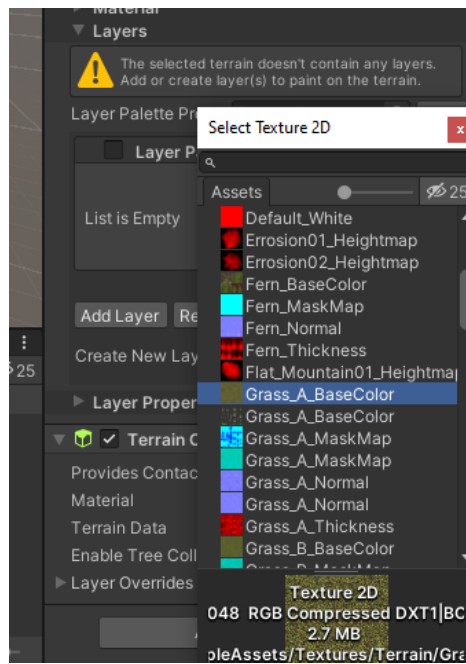 Material
Layers
The selected terrain doesn't contain any layers.
Add or create layer(s) to paint on the terrain.
Layer Palette Pro
Select Texture 2D
x
Layer P
Assets
25
List is Empty
Default_White
Errosion01_Heightmap
Errosion02_Heightmap
Fern_BaseColor
Fern_MaskMap
Add Layer
Re
Fern_Normal
25
Create New Lay
Fern_Thickness
Flat_Mountain01_Heightmap
Layer Proper
Grass_A_BaseColor
Grass_A_BaseColor
Terrain C
Grass_A_MaskMap
Grass_A_MaskMap
Provides Contac
Grass_A_Normal
Material
Grass_A_Normal
Terrain Data
Grass_A_Thickness
Enable Tree Coll
Grass_B_BaseColor
Layer Overrides
Grass_B_MaskMap
Texture 2D
048 RGB Compressed DXT1|BC
2.7 MB
pleAssets/Textures/Terrain/Gra